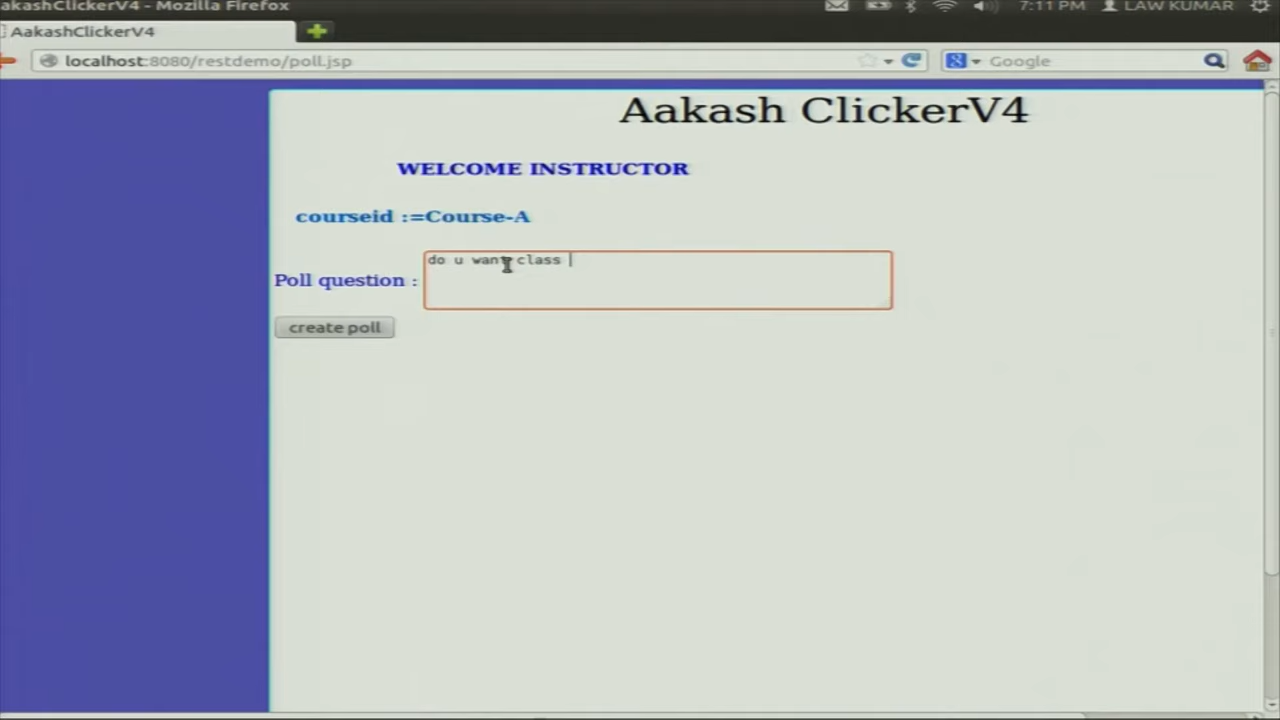 akashClickerV4 - Mozilla Firefox
7:11 PM
LAW KUMAR
AakashClickerV4
localhost:8080/restdemo/poll.jsp
Google
Aakash ClickerV4
WELCOME INSTRUCTOR
courseid :=Course-A
do u want class
Poll question :
create poll